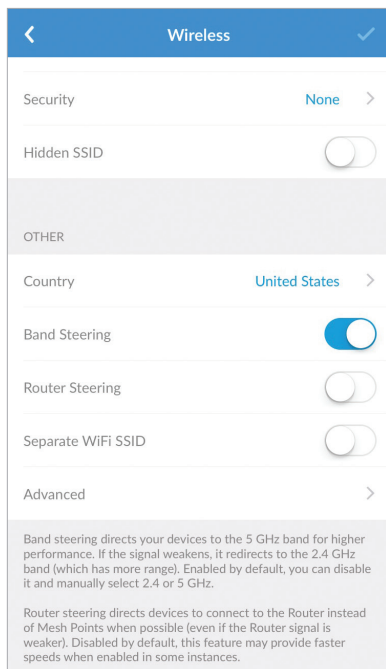 Wireless
Security None
Hidden SSID
OTHER
Country United States
Band Steering
Router Steering
Separate WiFi SSID
Advanced
Band steering directs your devices to the 5 GHz band for higher
performance. If the signal weakens, it redirects to the 2.4 GHz
band (which has more range). Enabled by default, you can disable
it and manually select 2.4 or 5 GHz.
Router steering directs devices to connect to the Router instead
of Mesh Points when possible (even if the Router signal is
weaker). Disabled by default, this feature may provide faster
speeds when enabled in some instances.